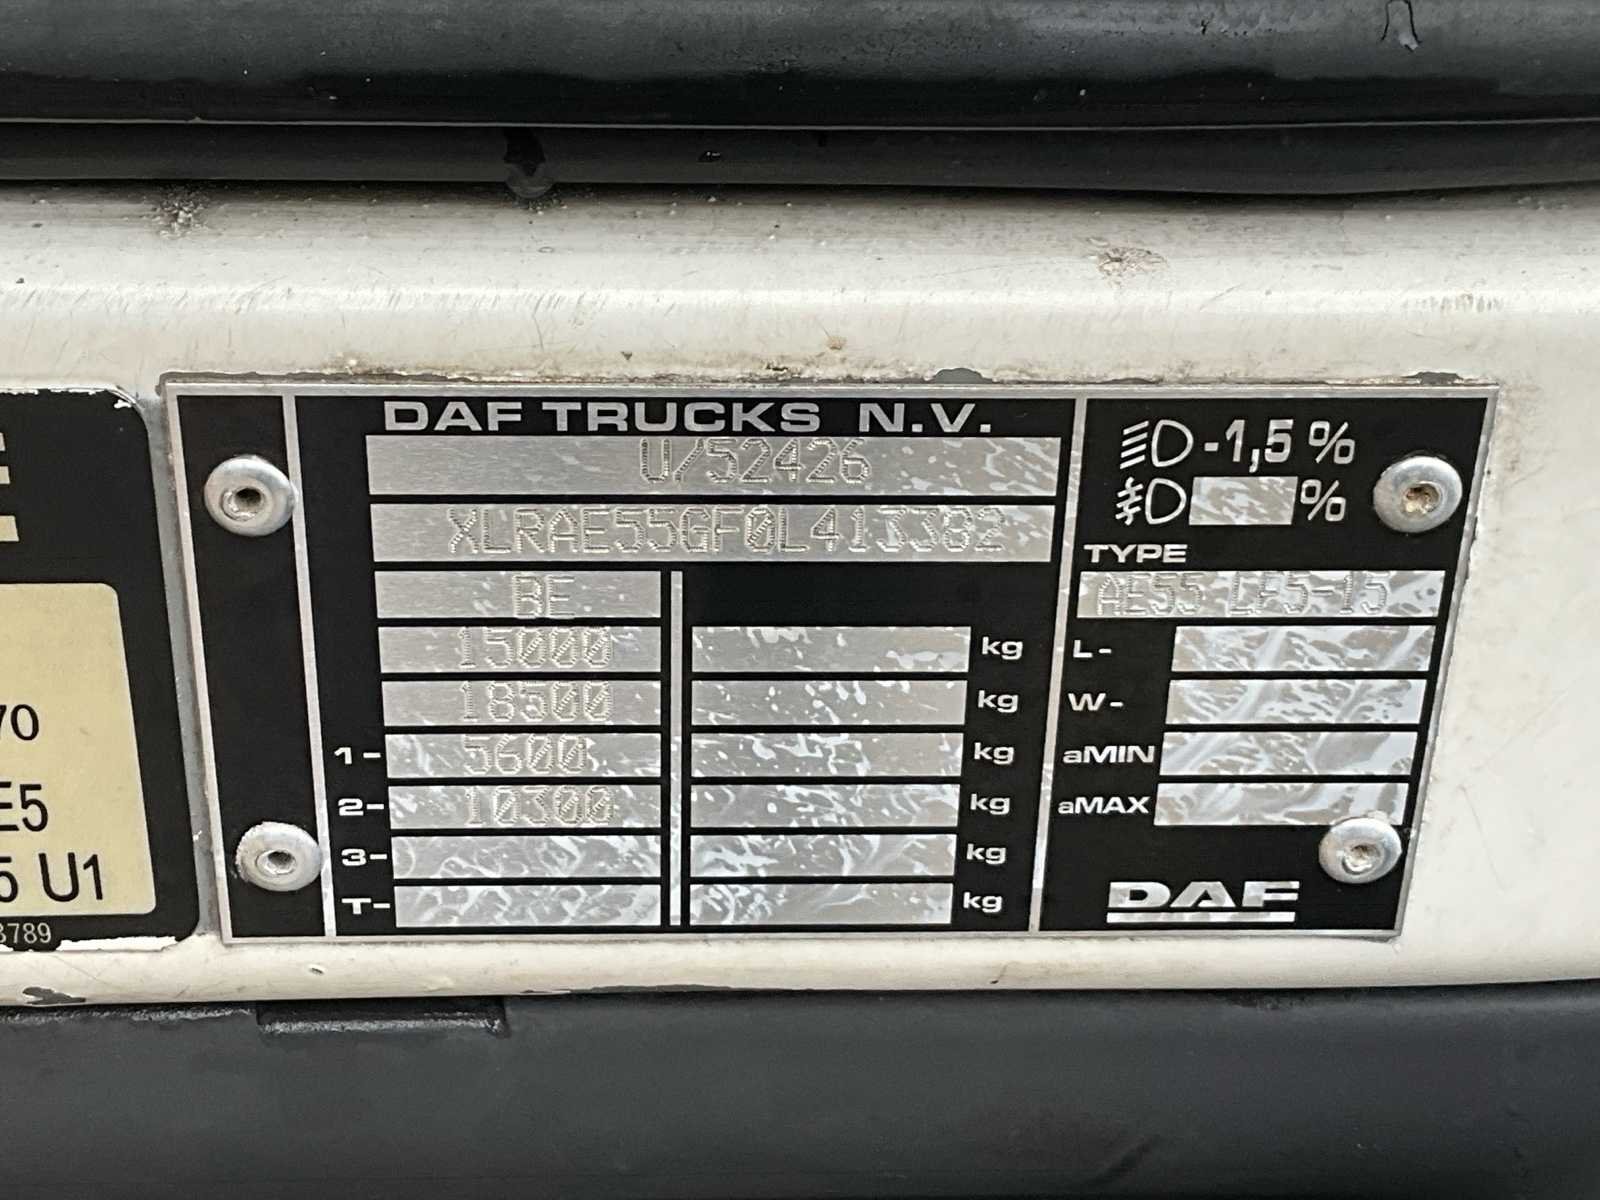 DAF TRUCKS N.V.
U/52426
XLRAE55GF0L413382
BE
15000 kg
18500 kg
1- 5600 kg
2- 10300 kg
3- kg
T- kg
-1,5 %
%
TYPE
AE55 LF5-15
L-
W-
aMIN
aMAX
DAF
70
E5
5 U1
3789